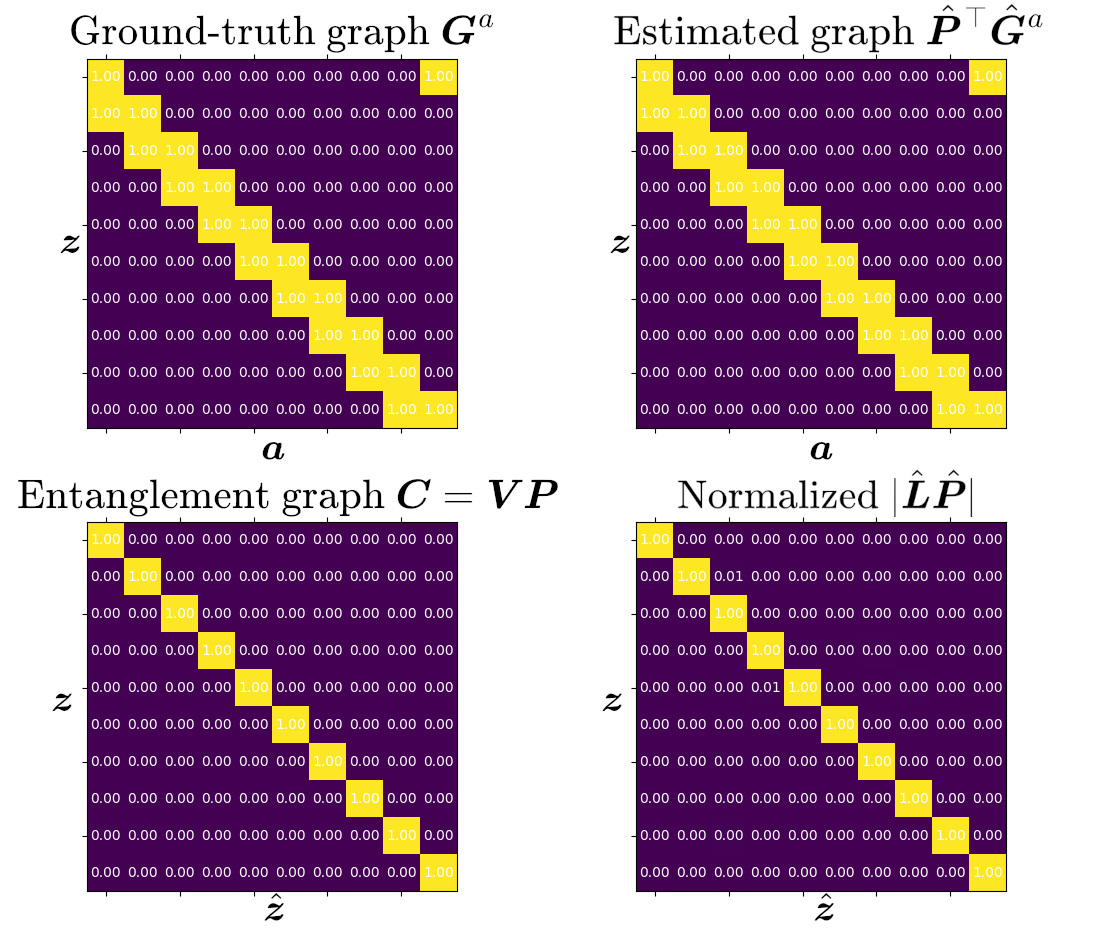 Ground-truth graph Gᵃ
1.00 0.00 0.00 0.00 0.00 0.00 0.00 0.00 0.00 1.00
1.00 1.00 0.00 0.00 0.00 0.00 0.00 0.00 0.00 0.00
0.00 1.00 1.00 0.00 0.00 0.00 0.00 0.00 0.00 0.00
0.00 0.00 1.00 1.00 0.00 0.00 0.00 0.00 0.00 0.00
0.00 0.00 0.00 1.00 1.00 0.00 0.00 0.00 0.00 0.00
0.00 0.00 0.00 0.00 1.00 1.00 0.00 0.00 0.00 0.00
0.00 0.00 0.00 0.00 0.00 1.00 1.00 0.00 0.00 0.00
0.00 0.00 0.00 0.00 0.00 0.00 1.00 1.00 0.00 0.00
0.00 0.00 0.00 0.00 0.00 0.00 0.00 1.00 1.00 0.00
0.00 0.00 0.00 0.00 0.00 0.00 0.00 0.00 1.00 1.00
z
a
Estimated graph P̂⊤Ĝᵃ
1.00 0.00 0.00 0.00 0.00 0.00 0.00 0.00 0.00 1.00
1.00 1.00 0.00 0.00 0.00 0.00 0.00 0.00 0.00 0.00
0.00 1.00 1.00 0.00 0.00 0.00 0.00 0.00 0.00 0.00
0.00 0.00 1.00 1.00 0.00 0.00 0.00 0.00 0.00 0.00
0.00 0.00 0.00 1.00 1.00 0.00 0.00 0.00 0.00 0.00
0.00 0.00 0.00 0.00 1.00 1.00 0.00 0.00 0.00 0.00
0.00 0.00 0.00 0.00 0.00 1.00 1.00 0.00 0.00 0.00
0.00 0.00 0.00 0.00 0.00 0.00 1.00 1.00 0.00 0.00
0.00 0.00 0.00 0.00 0.00 0.00 0.00 1.00 1.00 0.00
0.00 0.00 0.00 0.00 0.00 0.00 0.00 0.00 1.00 1.00
z
a
Entanglement graph C = VP
1.00 0.00 0.00 0.00 0.00 0.00 0.00 0.00 0.00 0.00
0.00 1.00 0.00 0.00 0.00 0.00 0.00 0.00 0.00 0.00
0.00 0.00 1.00 0.00 0.00 0.00 0.00 0.00 0.00 0.00
0.00 0.00 0.00 1.00 0.00 0.00 0.00 0.00 0.00 0.00
0.00 0.00 0.00 0.00 1.00 0.00 0.00 0.00 0.00 0.00
0.00 0.00 0.00 0.00 0.00 1.00 0.00 0.00 0.00 0.00
0.00 0.00 0.00 0.00 0.00 0.00 1.00 0.00 0.00 0.00
0.00 0.00 0.00 0.00 0.00 0.00 0.00 1.00 0.00 0.00
0.00 0.00 0.00 0.00 0.00 0.00 0.00 0.00 1.00 0.00
0.00 0.00 0.00 0.00 0.00 0.00 0.00 0.00 0.00 1.00
z
ẑ
Normalized |L̂P̂|
1.00 0.00 0.00 0.00 0.00 0.00 0.00 0.00 0.00 0.00
0.00 1.00 0.01 0.00 0.00 0.00 0.00 0.00 0.00 0.00
0.00 0.00 1.00 0.00 0.00 0.00 0.00 0.00 0.00 0.00
0.00 0.00 0.00 1.00 0.00 0.00 0.00 0.00 0.00 0.00
0.00 0.00 0.00 0.01 1.00 0.00 0.00 0.00 0.00 0.00
0.00 0.00 0.00 0.00 0.00 1.00 0.00 0.00 0.00 0.00
0.00 0.00 0.00 0.00 0.00 0.00 1.00 0.00 0.00 0.00
0.00 0.00 0.00 0.00 0.00 0.00 0.00 1.00 0.00 0.00
0.00 0.00 0.00 0.00 0.00 0.00 0.00 0.00 1.00 0.00
0.00 0.00 0.00 0.00 0.00 0.00 0.00 0.00 0.00 1.00
z
ẑ